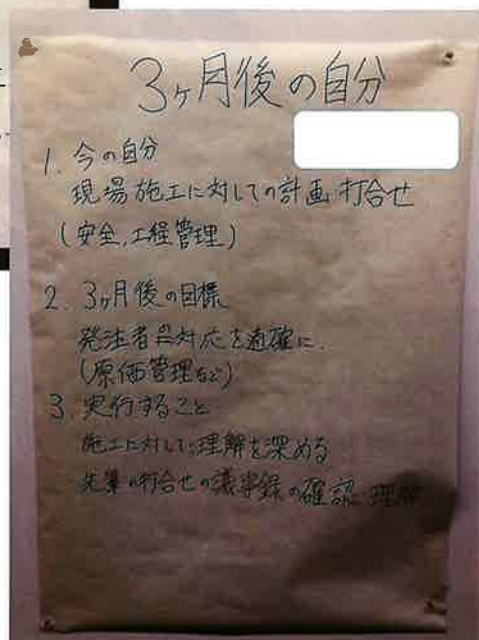 3ヶ月後の自分
1. 今の自分
現場施工に対しての計画.打合せ
(安全.工程管理)
2. 3ヶ月後の目標
発注者の対応を適確に.
(原価管理など)
3. 実行すること
施工に対して理解を深める
先輩の打合せの議事録の確認.理解